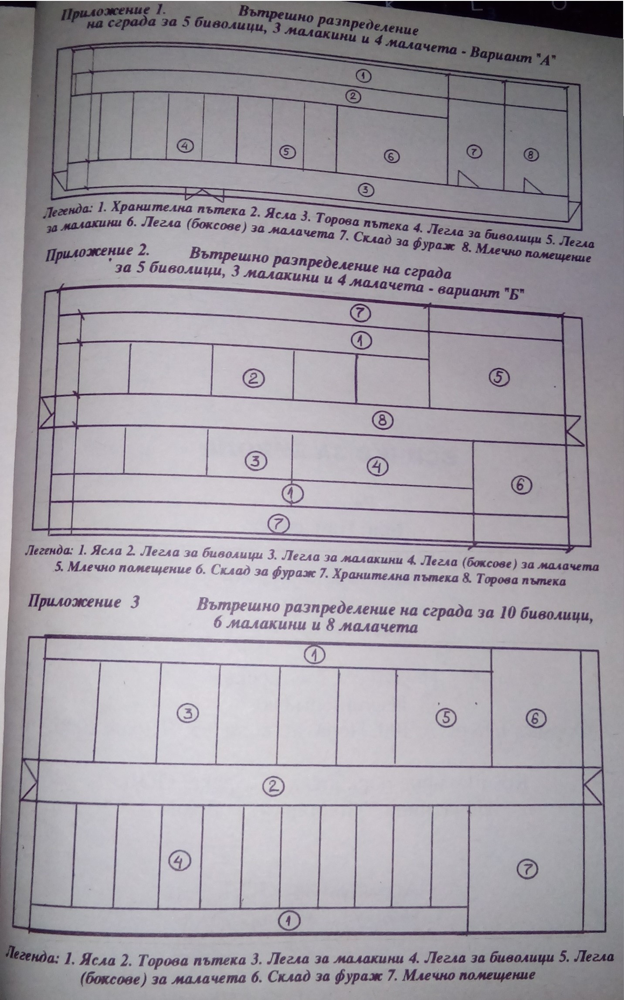 K L O
Приложение 1. Вътрешно разпределение
на сграда за 5 биволици, 3 малакини и 4 малачета - Вариант "А"
1
2
4
5
6
7
8
3
Легенда: 1. Хранителна пътека 2. Ясла 3. Торова пътека 4. Легла за биволици 5. Легла
за малакини 6. Легла (боксове) за малачета 7. Склад за фураж 8. Млечно помещение
Приложение 2. Вътрешно разпределение на сграда
за 5 биволици, 3 малакини и 4 малачета - вариант "Б"
7
1
2
5
8
3
4
6
1
7
Легенда: 1. Ясла 2. Легла за биволици 3. Легла за малакини 4. Легла (боксове) за малачета
5. Млечно помещение 6. Склад за фураж 7. Хранителна пътека 8. Торова пътека
Приложение 3 Вътрешно разпределение на сграда за 10 биволици,
6 малакини и 8 малачета
1
3
5
6
2
4
7
1
Легенда: 1. Ясла 2. Торова пътека 3. Легла за малакини 4. Легла за биволици 5. Легла
(боксове) за малачета 6. Склад за фураж 7. Млечно помещение